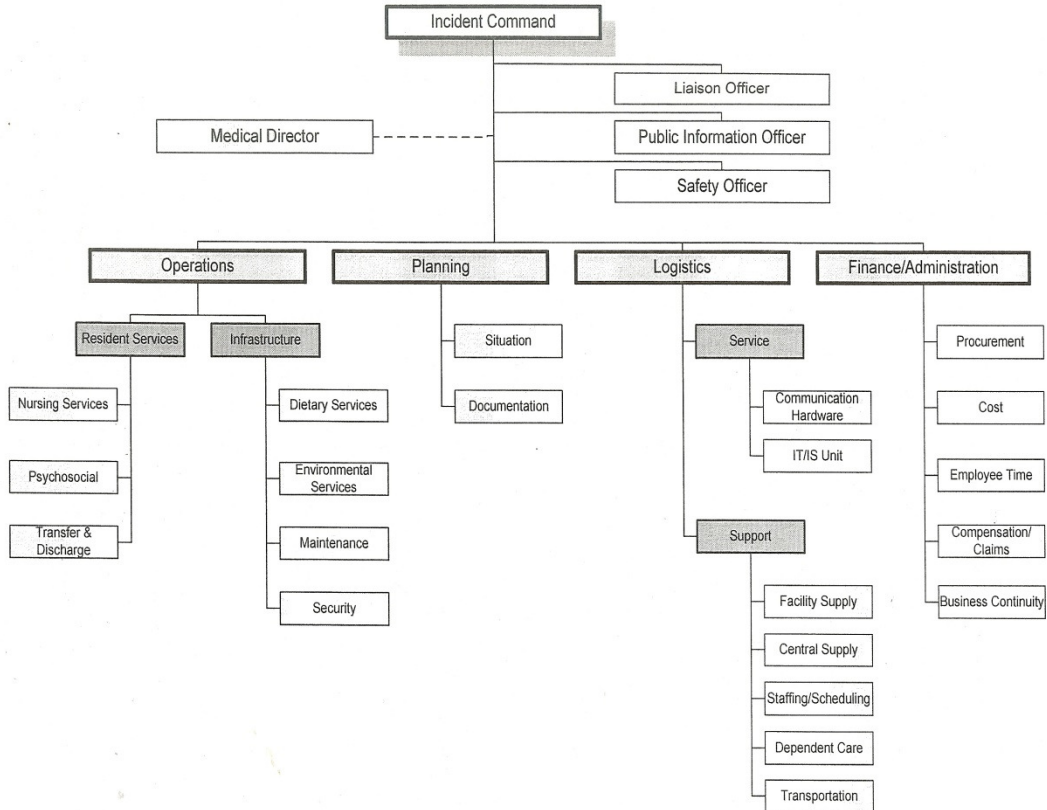 Incident Command
Liaison Officer
Medical Director
Public Information Officer
Safety Officer
Operations
Planning
Logistics
Finance/Administration
Resident Services
Infrastructure
Situation
Service
Procurement
Nursing Services
Dietary Services
Documentation
Communication
Hardware
Cost
IT/IS Unit
Psychosocial
Environmental
Services
Employee Time
Transfer &
Discharge
Maintenance
Support
Compensation/
Claims
Security
Facility Supply
Business Continuity
Central Supply
Staffing/Scheduling
Dependent Care
Transportation